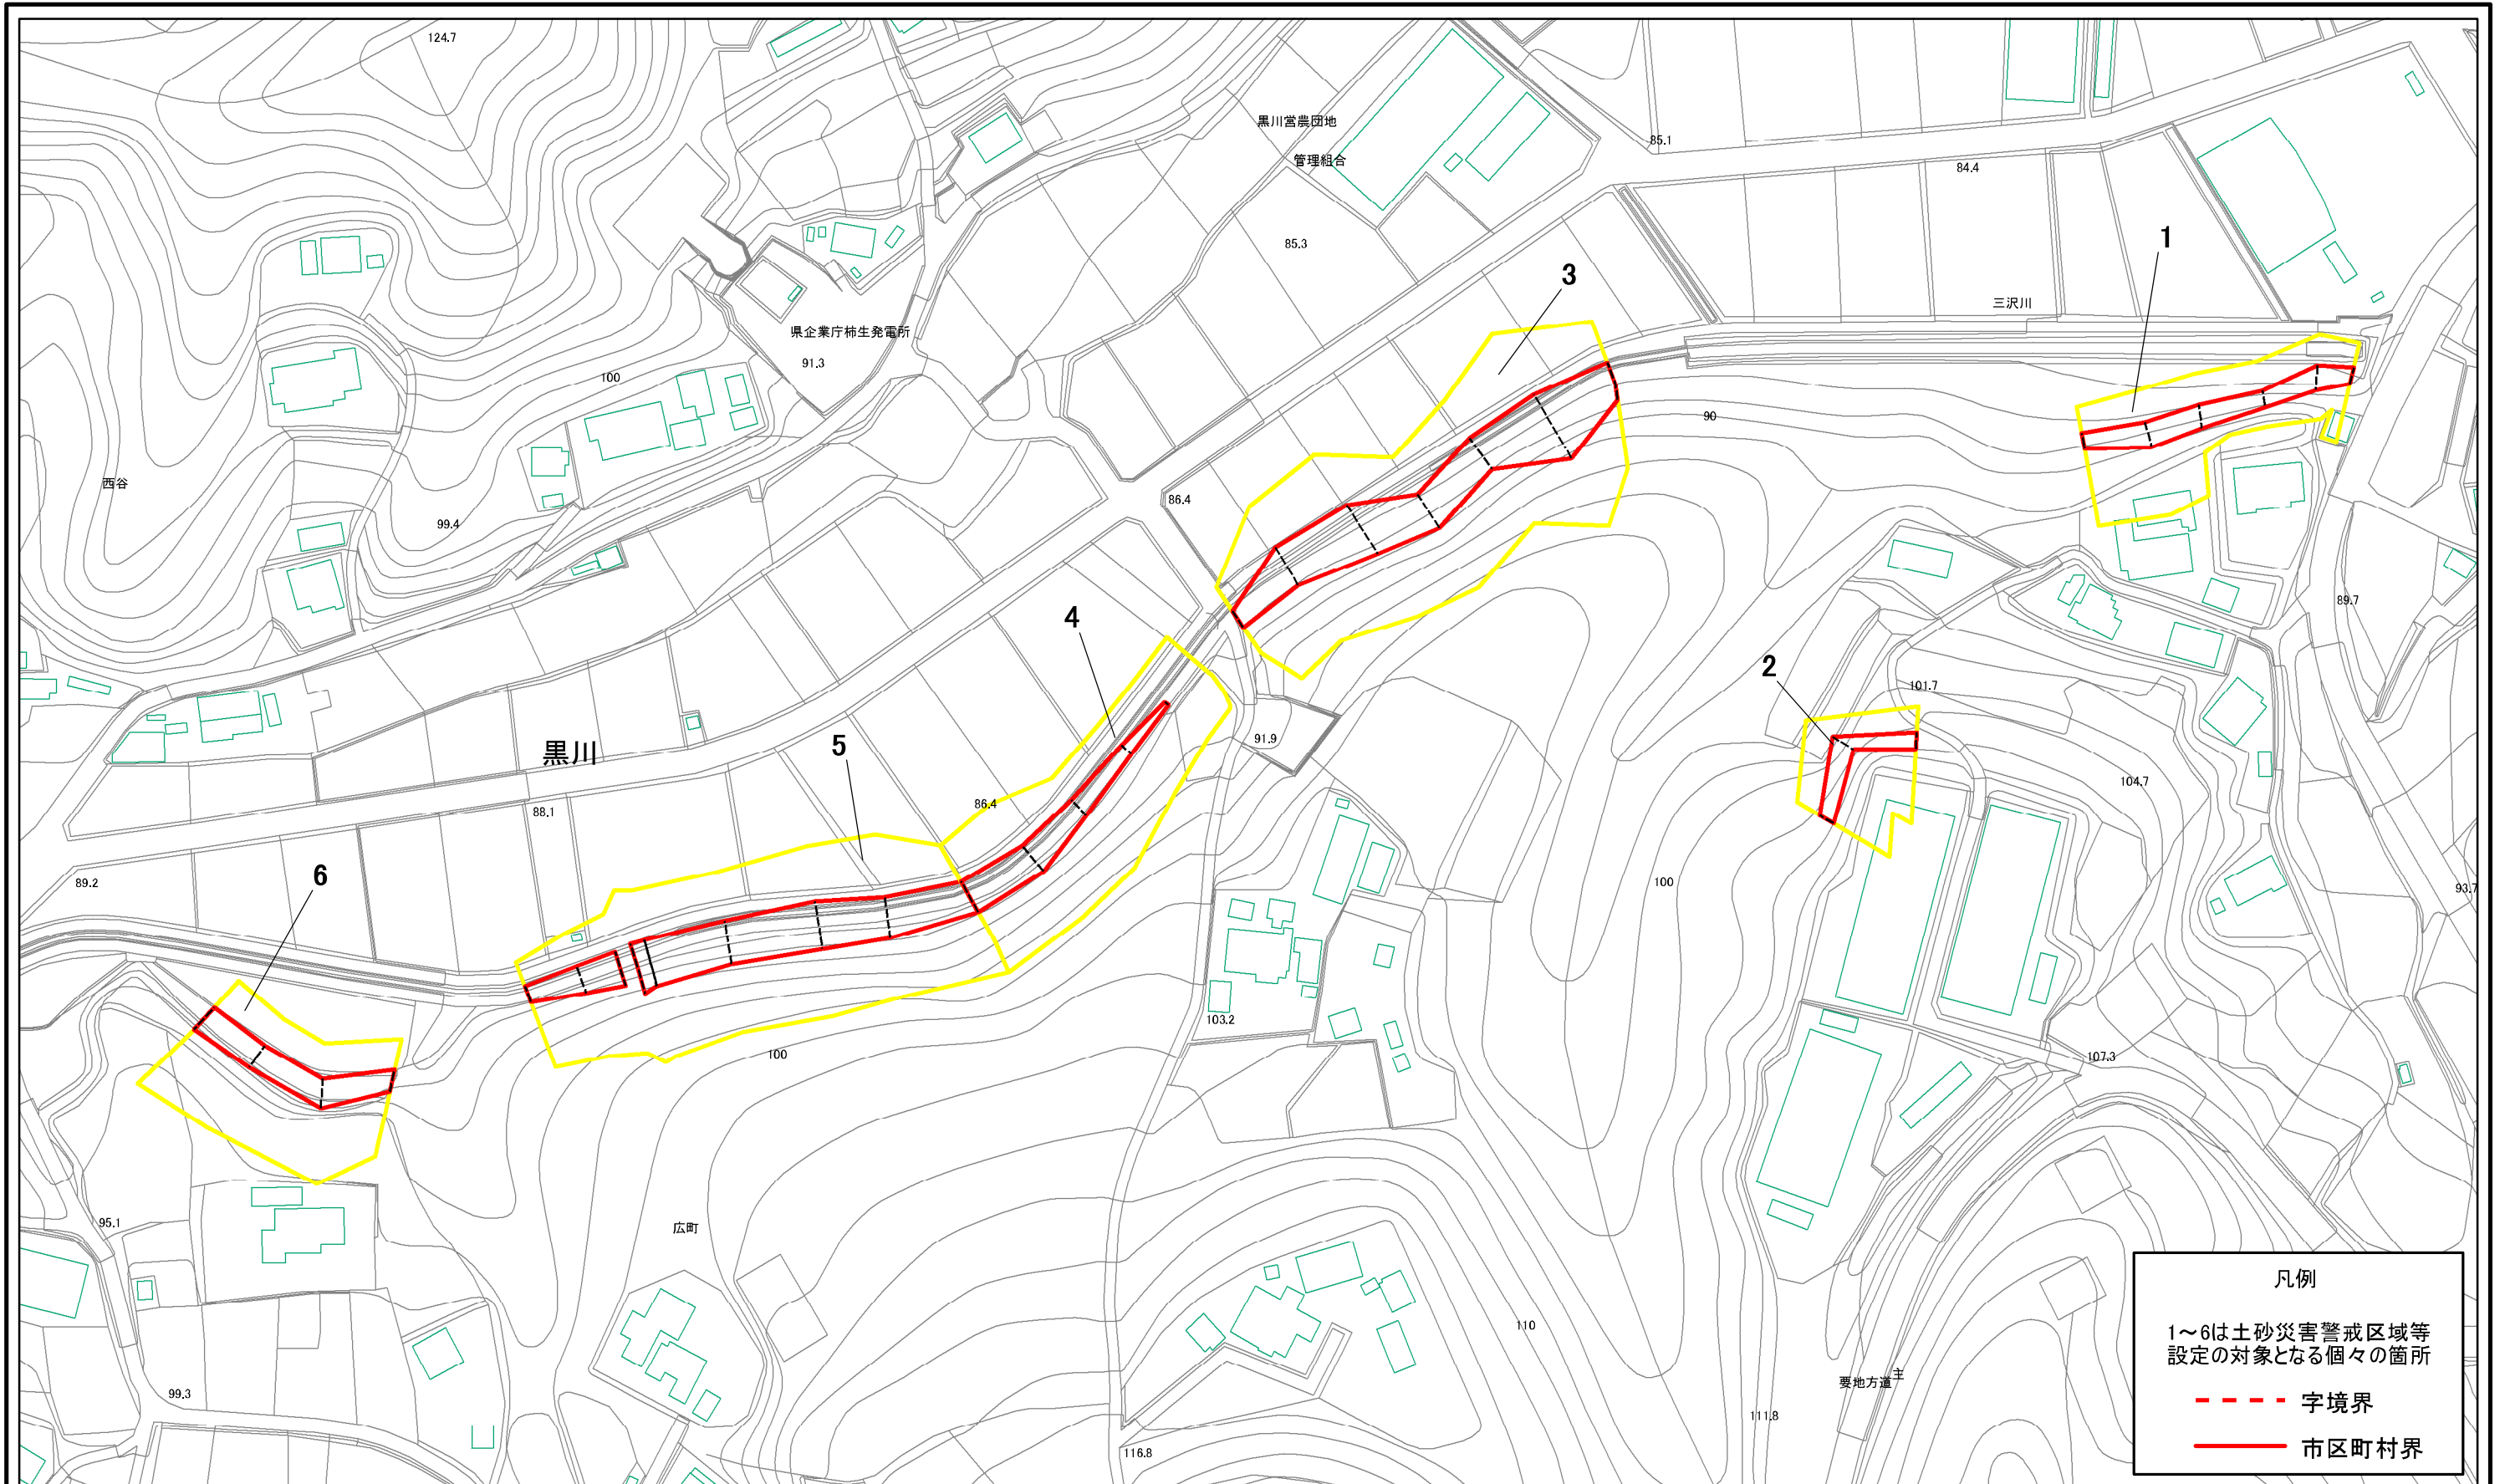 124.7
黒川営農団地
管理組合
85.1
84.4
1
85.3
3
三沢川
県企業庁柿生発電所
91.3
100
90
西谷
86.4
99.4
89.7
4
2
101.7
91.9
黒川
5
104.7
86.4
88.1
6
89.2
100
93.7
103.2
100
107.3
95.1
広町
110
要地方道主
99.3
111.8
116.8
凡例
1～6は土砂災害警戒区域等
設定の対象となる個々の箇所
字境界
市区町村界